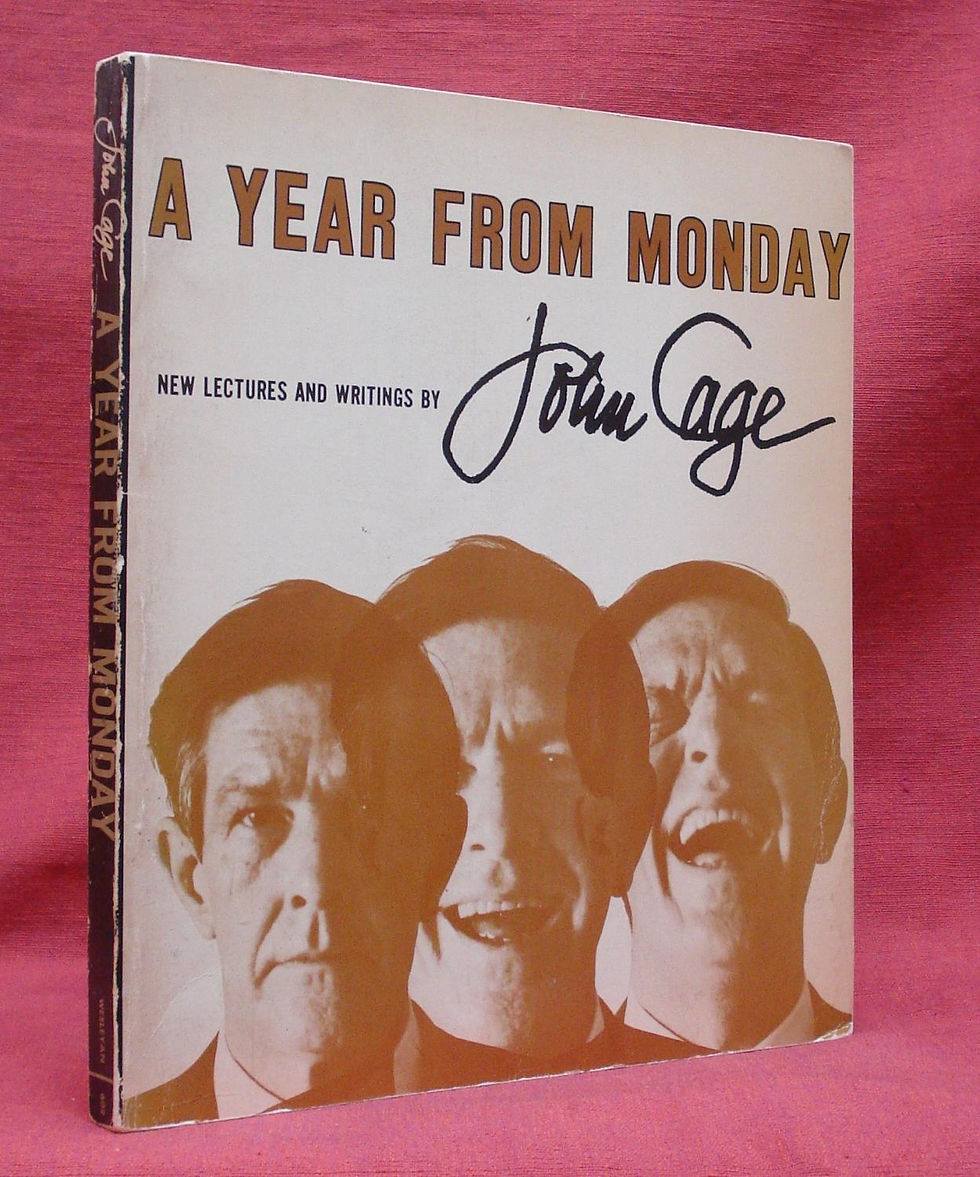 A YEAR FROM MONDAY
NEW LECTURES AND WRITINGS BY John Cage
John Cage A YEAR FROM MONDAY
WESLEYAN